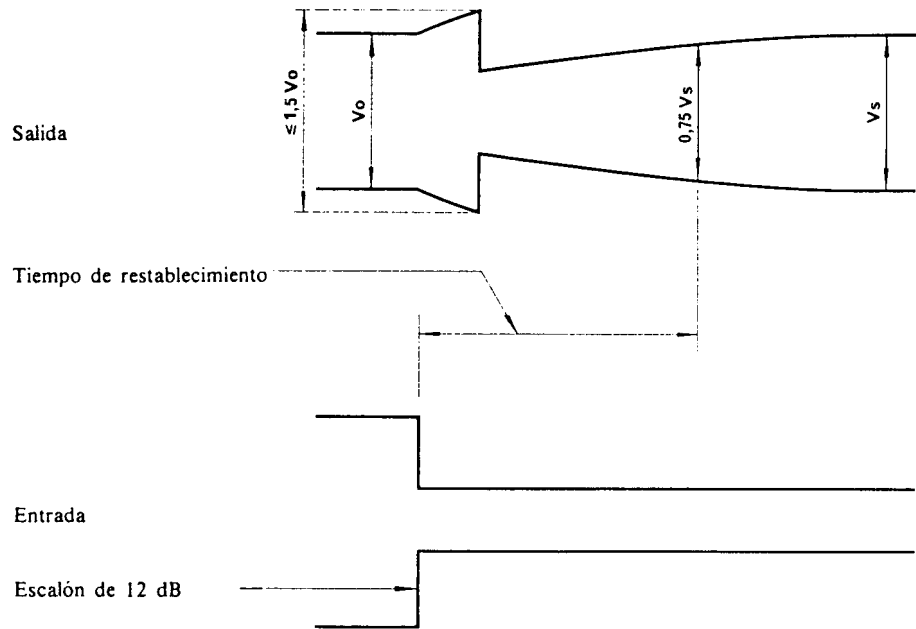 ≤ 1,5 Vo
Vo
0,75 Vs
Vs
Salida
Tiempo de restablecimiento
Entrada
Escalón de 12 dB